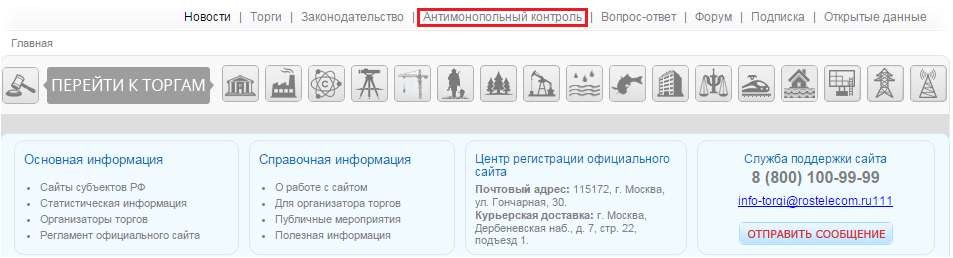 Новости | Торги | Законодательство | Антимонопольный контроль | Вопрос-ответ | Форум | Подписка | Открытые данные
Главная
ПЕРЕЙТИ К ТОРГАМ
Основная информация
Сайты субъектов РФ
Статистическая информация
Организаторы торгов
Регламент официального сайта
Справочная информация
О работе с сайтом
Для организатора торгов
Публичные мероприятия
Полезная информация
Центр регистрации официального
сайта
Почтовый адрес: 115172, г. Москва,
ул. Гончарная, 30.
Курьерская доставка: г. Москва,
Дербеневская наб., д. 7, стр. 22,
подъезд 1.
Служба поддержки сайта
8 (800) 100-99-99
info-torgi@rostelecom.ru111
ОТПРАВИТЬ СООБЩЕНИЕ